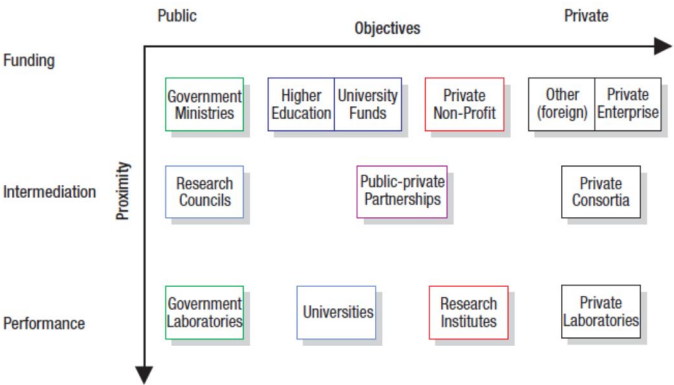 Public
Private
Objectives
Funding
Government
Ministries
Higher
Education
University
Funds
Private
Non-Profit
Other
(foreign)
Private
Enterprise
Proximity
Intermediation
Research
Councils
Public-private
Partnerships
Private
Consortia
Performance
Government
Laboratories
Universities
Research
Institutes
Private
Laboratories